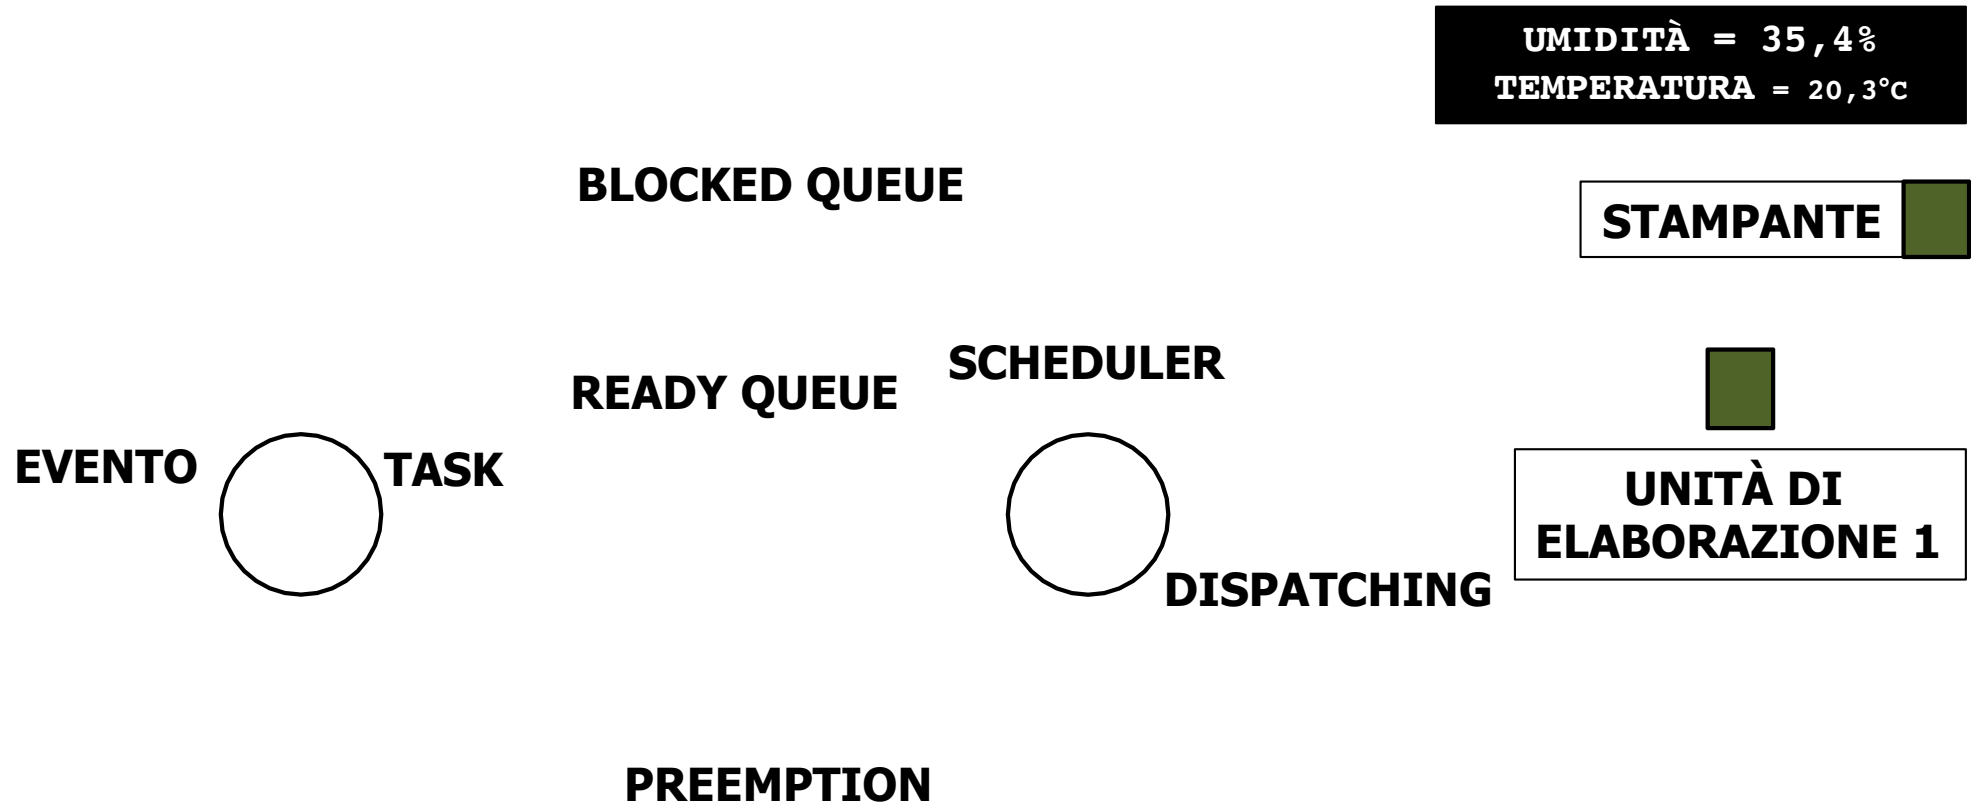 UMIDITÀ = 35,4%
TEMPERATURA = 20,3°C
BLOCKED QUEUE
STAMPANTE
SCHEDULER
READY QUEUE
EVENTO
TASK
UNITÀ DI
ELABORAZIONE 1
DISPATCHING
PREEMPTION